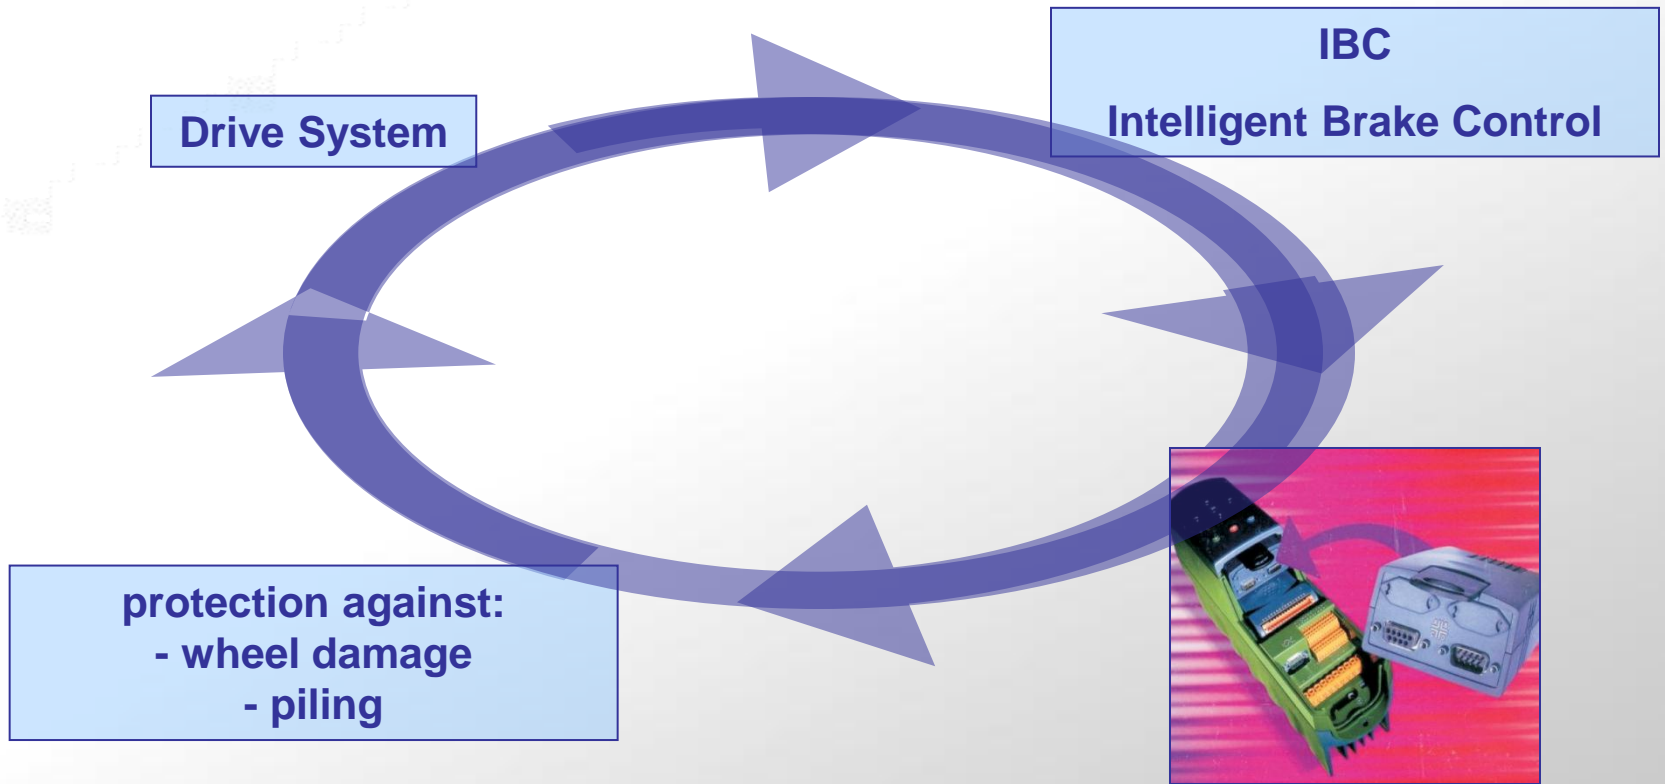 Drive System
IBC
Intelligent Brake Control
protection against:
- wheel damage
- piling